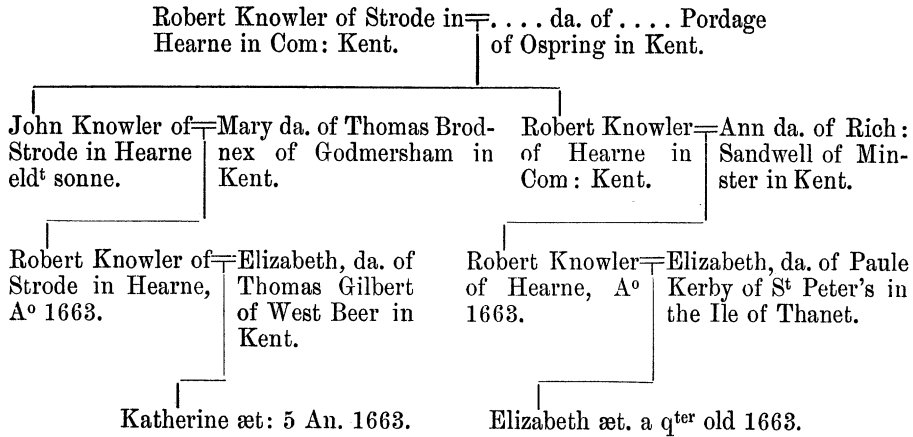 Robert Knowler of Strode in
Hearne in Com: Kent.
. . . . da. of . . . . Pordage
of Ospring in Kent.
John Knowler of
Strode in Hearne
eldᵗ sonne.
Mary da. of Thomas Brod-
nex of Godmersham in
Kent.
Robert Knowler
of Hearne in
Com: Kent.
Ann da. of Rich:
Sandwell of Min-
ster in Kent.
Robert Knowler of
Strode in Hearne,
Aº 1663.
Elizabeth, da. of
Thomas Gilbert
of West Beer in
Kent.
Robert Knowler
of Hearne, Aº
1663.
Elizabeth, da. of Paule
Kerby of Sᵗ Peter's in
the Ile of Thanet.
Katherine æt: 5 An. 1663.
Elizabeth æt. a qᵗᵉʳ old 1663.